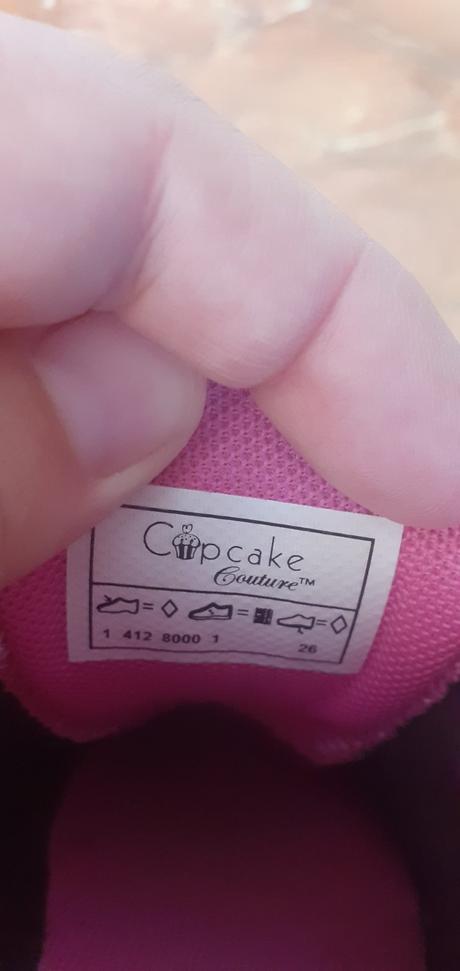 Cupcake
Couture™
= = =
1 412 8000 1 26